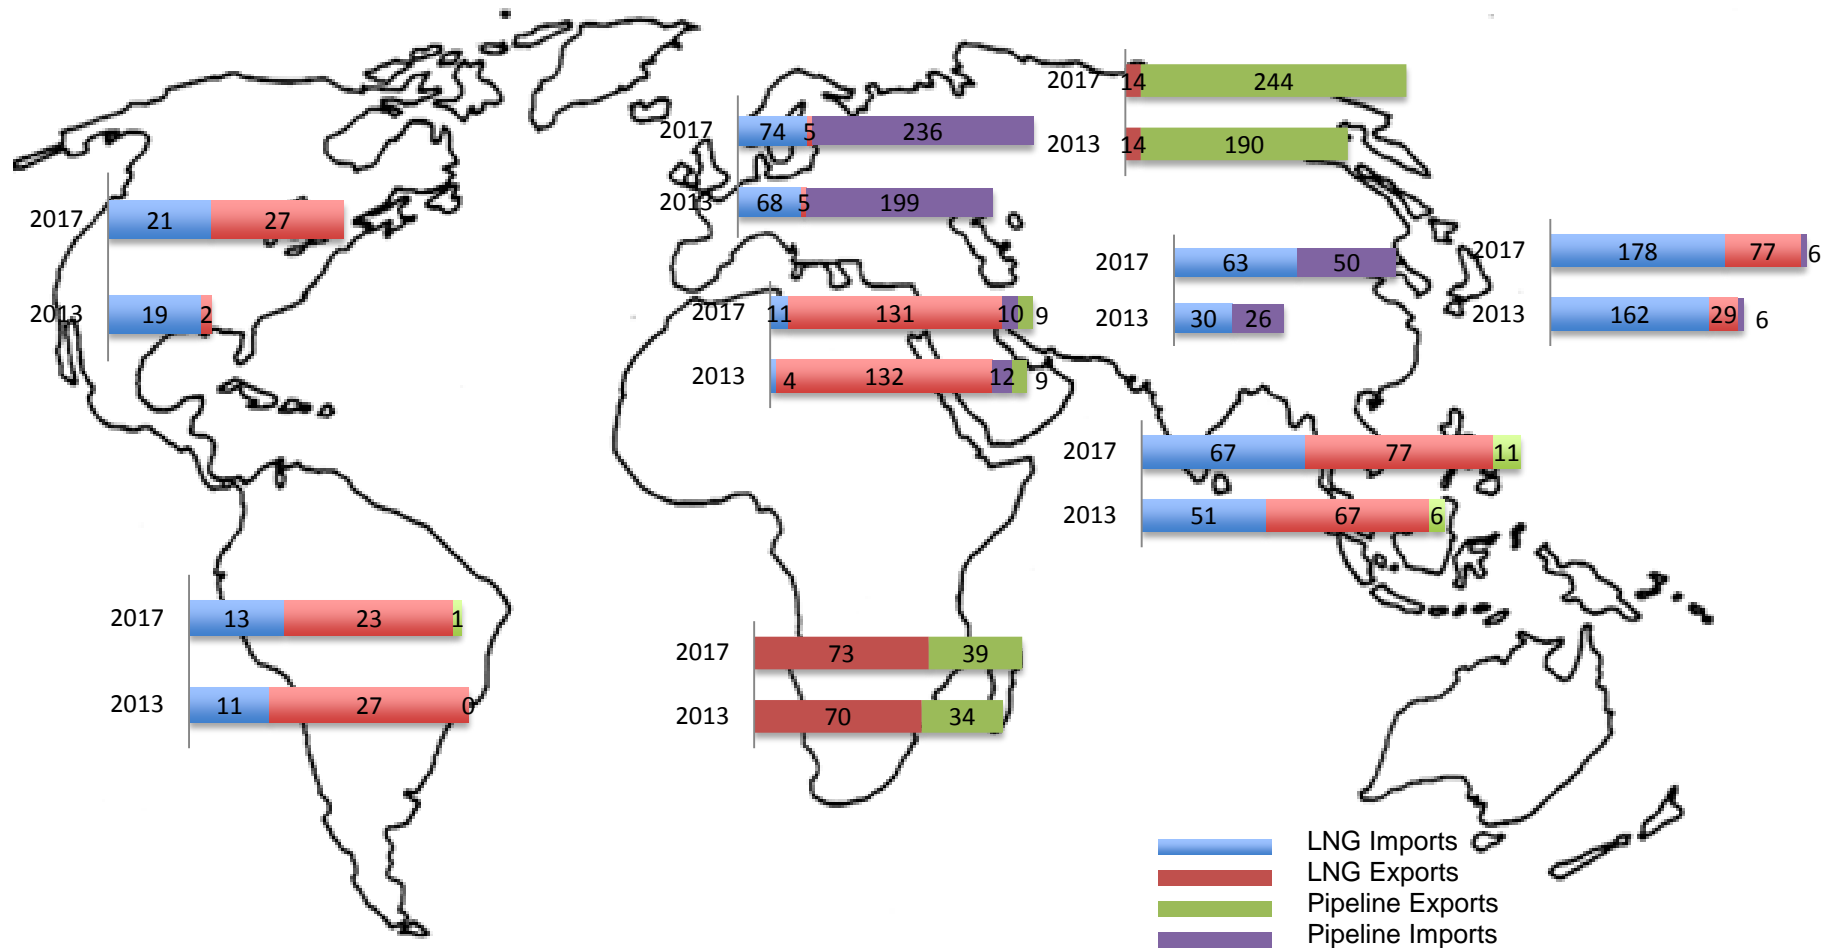 2017 14 244
2013 14 190
2017 74 5 236
2013 68 5 199
2017 21 27
2013 19 2
2017 63 50
2013 30 26
2017 178 77 6
2013 162 29 6
2017 11 131 10 9
2013 4 132 12 9
2017 67 77 11
2013 51 67 6
2017 13 23 1
2013 11 27 0
2017 73 39
2013 70 34
LNG Imports
LNG Exports
Pipeline Exports
Pipeline Imports